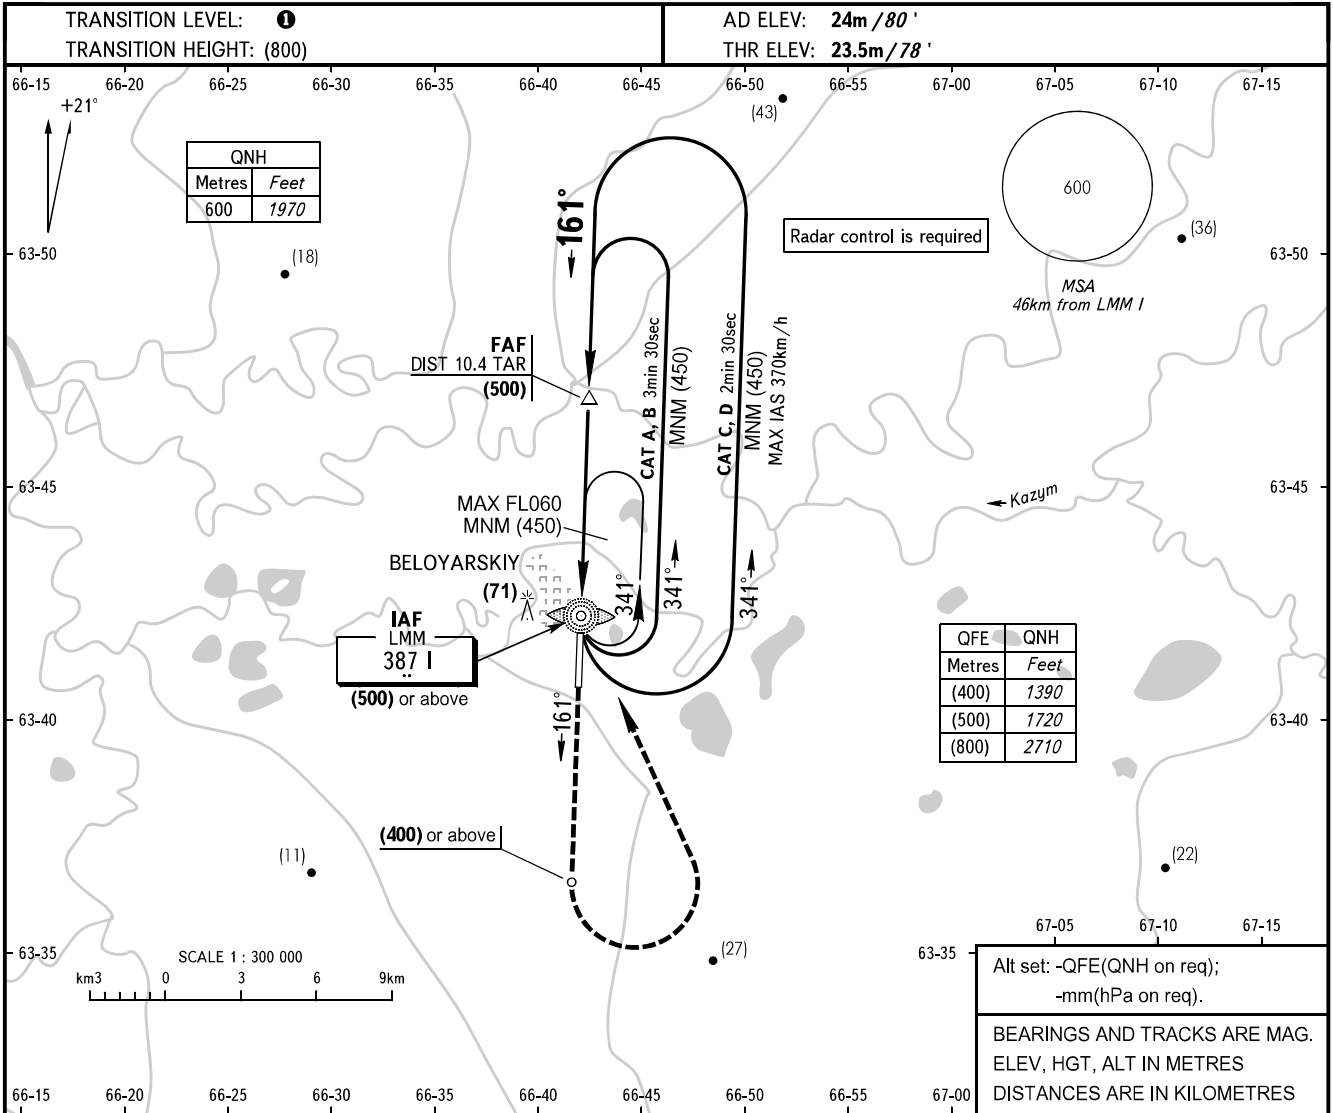 TRANSITION LEVEL: ❶
TRANSITION HEIGHT: (800)
AD ELEV: 24m /80 '
THR ELEV: 23.5m /78 '
66-15 66-20 66-25 66-30 66-35 66-40 66-45 66-50 66-55 67-00 67-05 67-10 67-15
+21°
QNH
Metres Feet
600 1970
(43)
600
MSA
46km from LMM I
(36)
Radar control is required
161°
63-50 63-50
(18)
FAF
DIST 10.4 TAR
(500)
CAT A, B 3min 30sec
MNM (450)
CAT C, D 2min 30sec
MNM (450)
MAX IAS 370km/h
63-45 63-45
Kazym
MAX FL060
MNM (450)
BELOYARSKIY
(71)
341°
341°
341°
IAF
LMM
387 I
(500) or above
QFE QNH
Metres Feet
(400) 1390
(500) 1720
(800) 2710
63-40 63-40
161°
(400) or above
(11)
(22)
(27)
67-05 67-10 67-15
63-35 63-35
SCALE 1 : 300 000
km3 0 3 6 9km
Alt set: -QFE(QNH on req);
-mm(hPa on req).
BEARINGS AND TRACKS ARE MAG.
ELEV, HGT, ALT IN METRES
DISTANCES ARE IN KILOMETRES
66-15 66-20 66-25 66-30 66-35 66-40 66-45 66-50 66-55 67-00